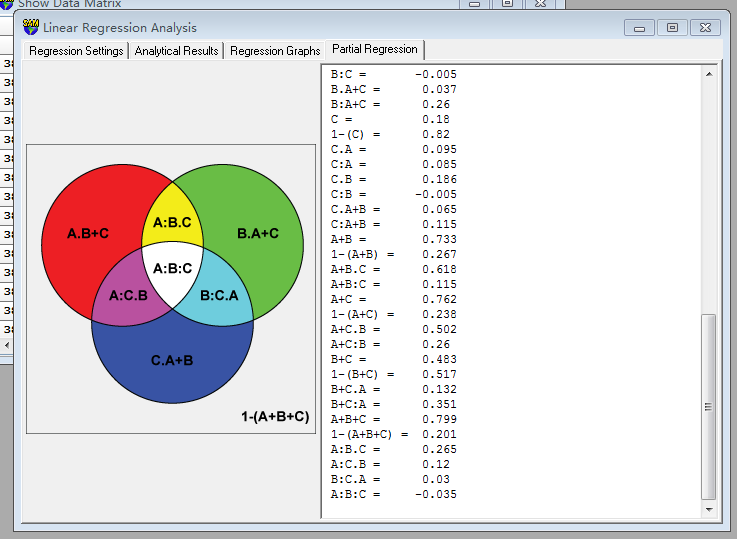 Show Data Matrix
Linear Regression Analysis
Regression Settings Analytical Results Regression Graphs Partial Regression
A.B+C
A:B.C
B.A+C
A:B:C
A:C.B
B:C.A
C.A+B
1-(A+B+C)
B:C = -0.005
B.A+C = 0.037
B:A+C = 0.26
C = 0.18
1-(C) = 0.82
C.A = 0.095
C:A = 0.085
C.B = 0.186
C:B = -0.005
C.A+B = 0.065
C:A+B = 0.115
A+B = 0.733
1-(A+B) = 0.267
A+B.C = 0.618
A+B:C = 0.115
A+C = 0.762
1-(A+C) = 0.238
A+C.B = 0.502
A+C:B = 0.26
B+C = 0.483
1-(B+C) = 0.517
B+C.A = 0.132
B+C:A = 0.351
A+B+C = 0.799
1-(A+B+C) = 0.201
A:B.C = 0.265
A:C.B = 0.12
B:C.A = 0.03
A:B:C = -0.035